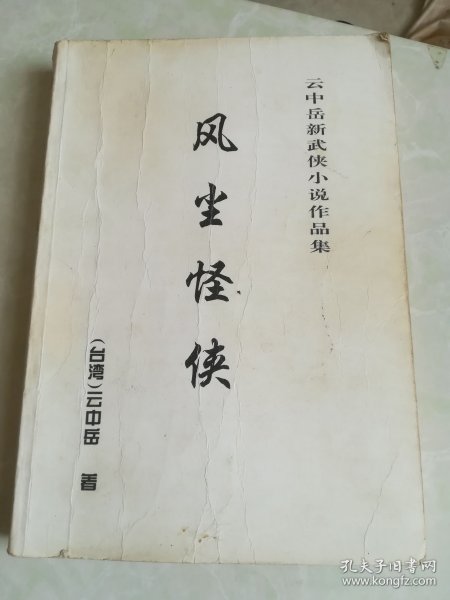 云中岳新武侠小说作品集
风尘怪侠
(台湾)云中岳 著
孔夫子旧书网
www.kongfz.com